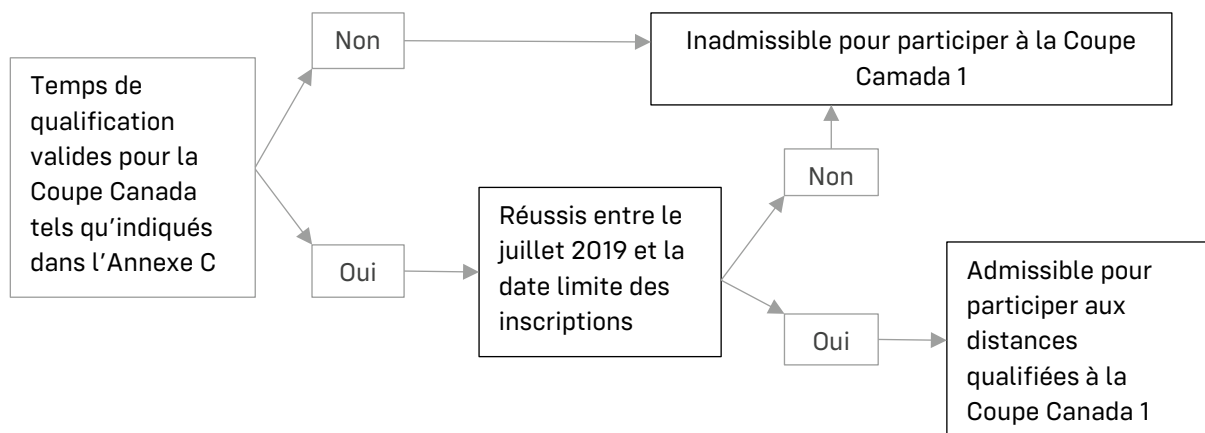 Non
Inadmissible pour participer à la Coupe
Camada 1
Temps de
qualification
valides pour la
Coupe Canada
tels qu'indiqués
dans l'Annexe C
Non
Réussis entre le
juillet 2019 et la
date limite des
inscriptions
Oui
Oui
Admissible pour
participer aux
distances
qualifiées à la
Coupe Canada 1